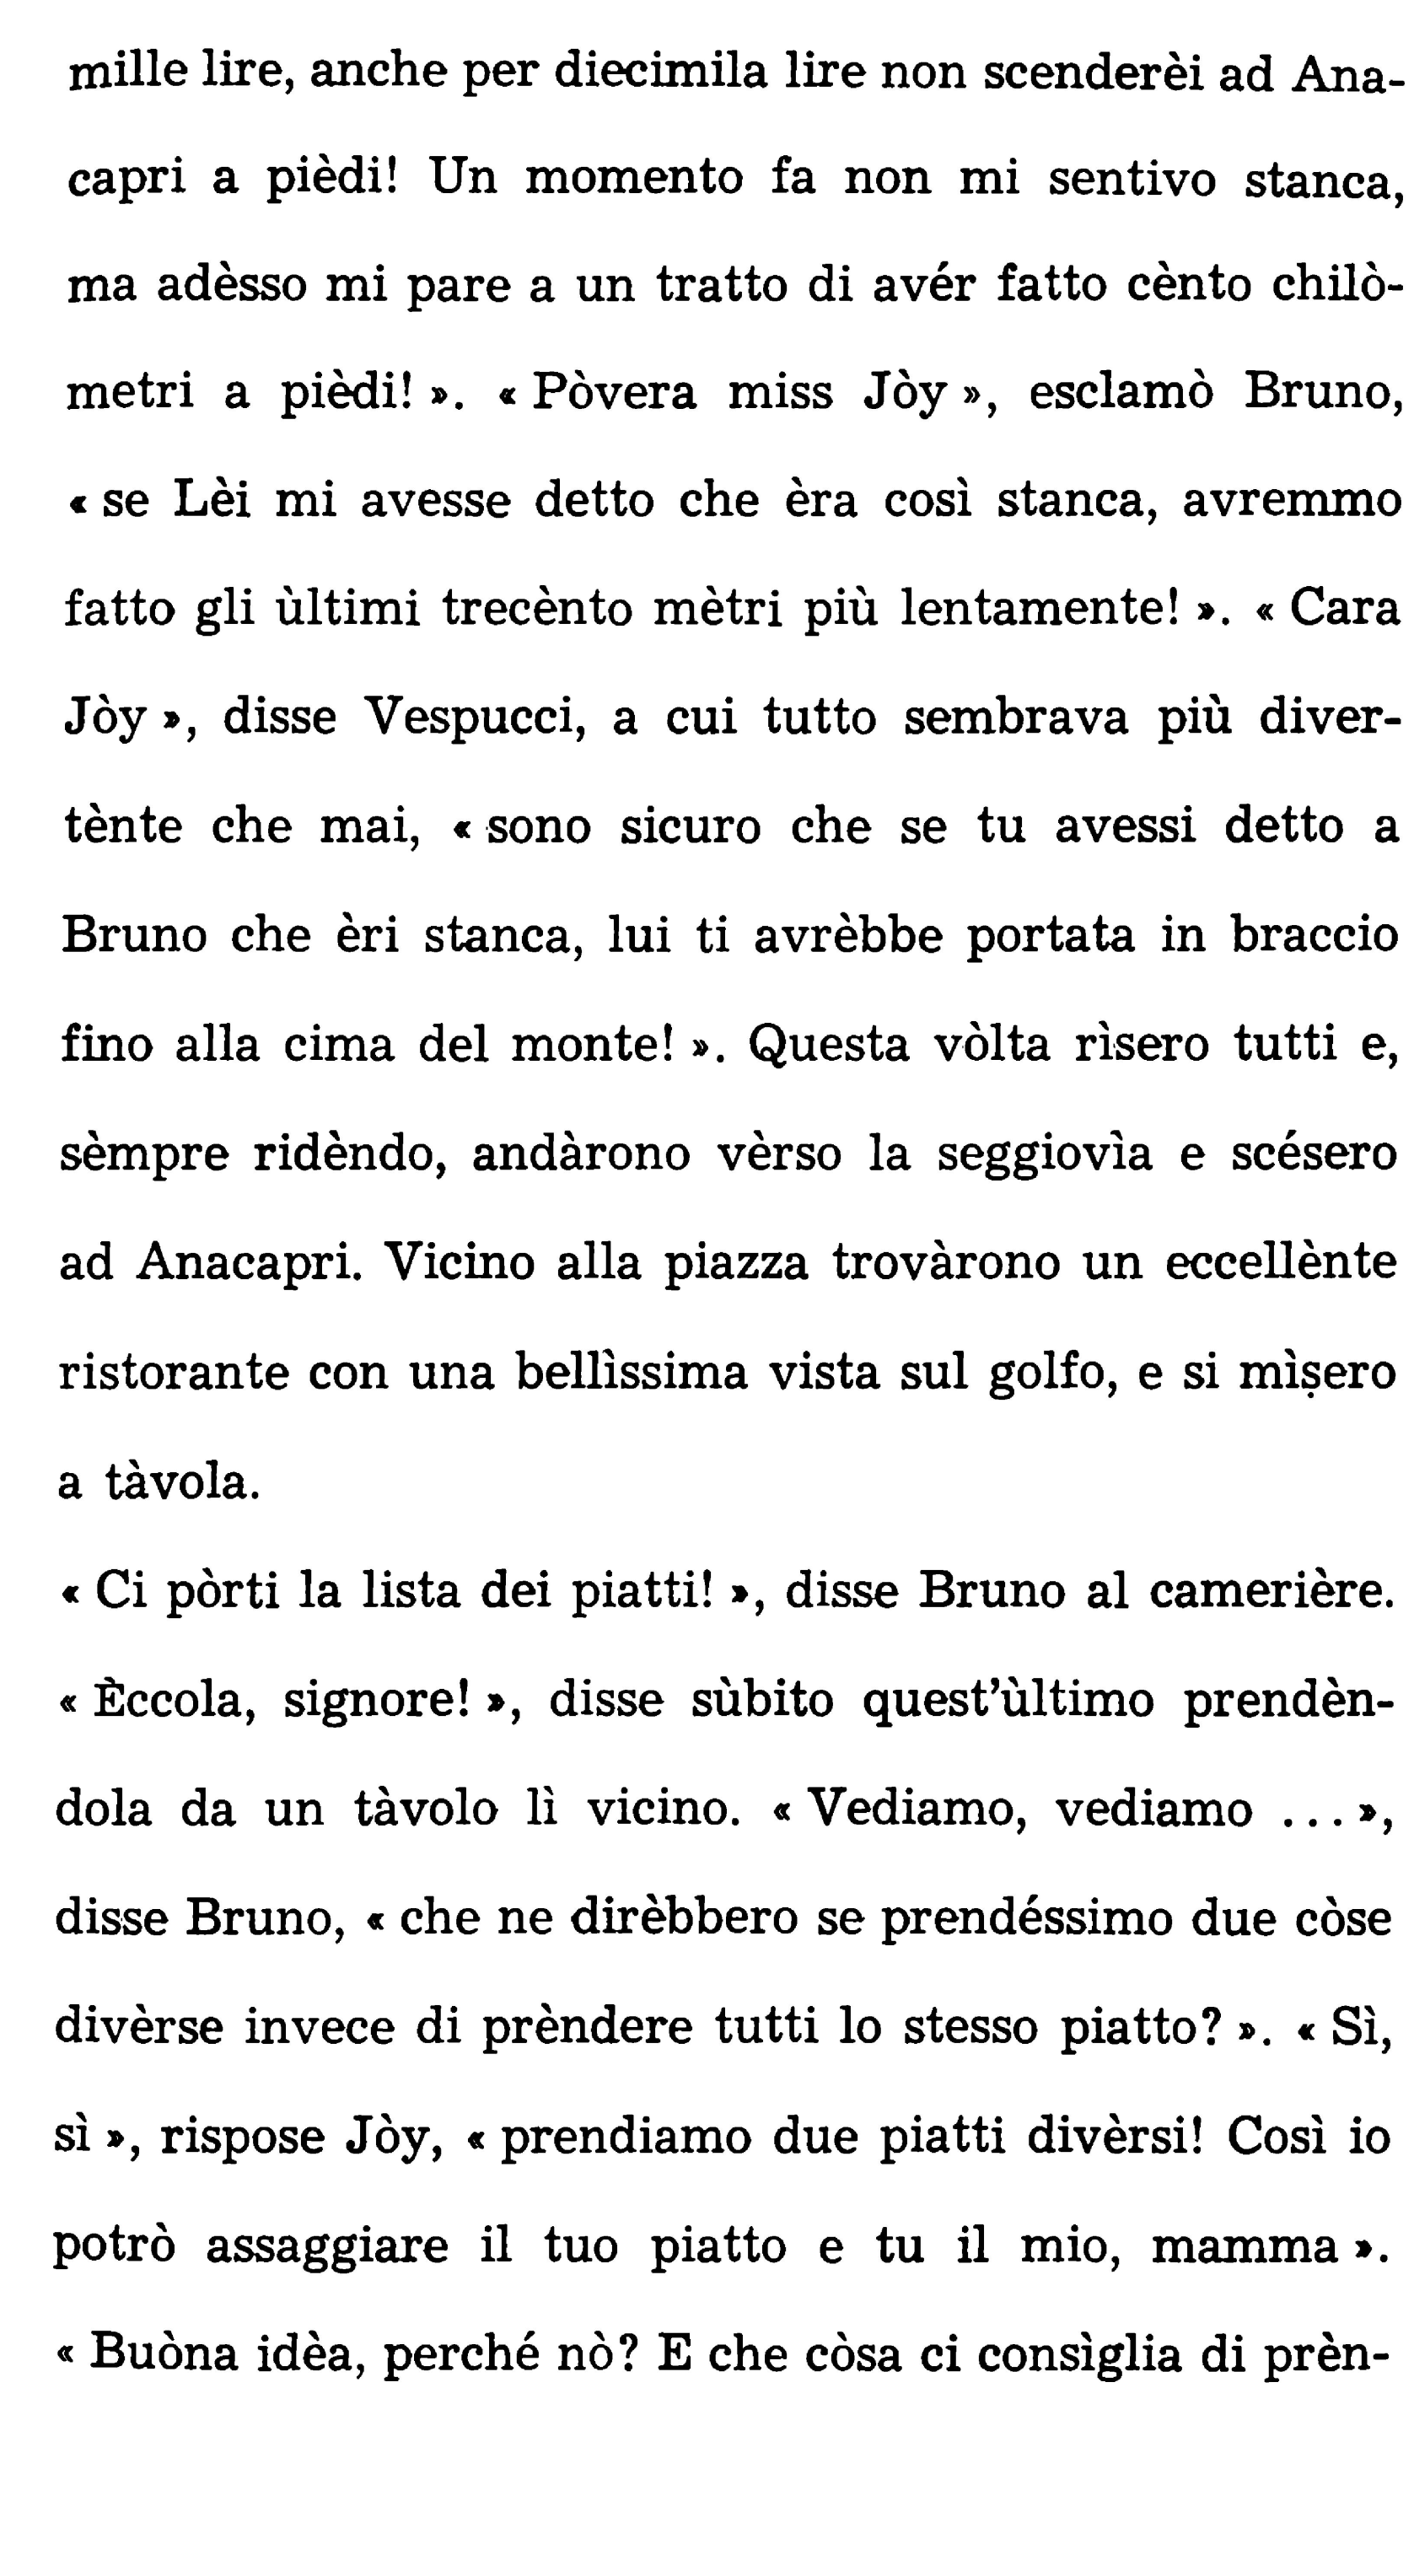 mille lire, anche per diecimila lire non scenderèi ad Ana-
capri a pièdi! Un momento fa non mi sentivo stanca,
ma adèsso mi pare a un tratto di avér fatto cènto chilò-
metri a pièdi! ». « Pòvera miss Jòy », esclamò Bruno,
« se Lèi mi avesse detto che èra così stanca, avremmo
fatto gli ùltimi trecènto mètri più lentamente! ». « Cara
Jòy », disse Vespucci, a cui tutto sembrava più diver-
tènte che mai, « sono sicuro che se tu avessi detto a
Bruno che èri stanca, lui ti avrèbbe portata in braccio
fino alla cima del monte! ». Questa vòlta rìsero tutti e,
sèmpre ridèndo, andàrono vèrso la seggiovìa e scésero
ad Anacapri. Vicino alla piazza trovàrono un eccellènte
ristorante con una bellìssima vista sul golfo, e si mìṣero
a tàvola.
« Ci pòrti la lista dei piatti! », disse Bruno al camerière.
« Èccola, signore! », disse sùbito quest'ùltimo prendèn-
dola da un tàvolo lì vicino. « Vediamo, vediamo ... »,
disse Bruno, « che ne dirèbbero se prendéssimo due còse
divèrse invece di prèndere tutti lo stesso piatto? ». « Sì,
sì », rispose Jòy, « prendiamo due piatti divèrsi! Così io
potrò assaggiare il tuo piatto e tu il mio, mamma ».
« Buòna idèa, perché nò? E che còsa ci consìglia di prèn-